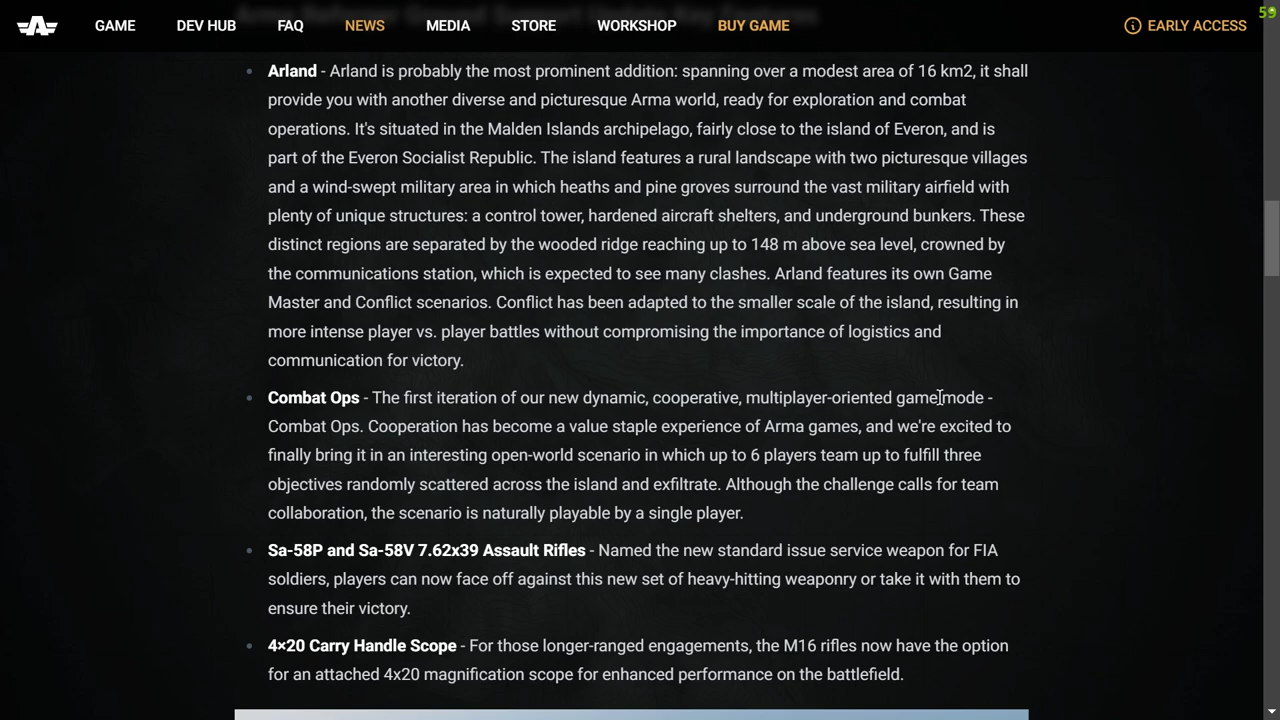 GAME DEV HUB FAQ NEWS MEDIA STORE WORKSHOP BUY GAME EARLY ACCESS 59
Arland - Arland is probably the most prominent addition: spanning over a modest area of 16 km2, it shall
provide you with another diverse and picturesque Arma world, ready for exploration and combat
operations. It's situated in the Malden Islands archipelago, fairly close to the island of Everon, and is
part of the Everon Socialist Republic. The island features a rural landscape with two picturesque villages
and a wind-swept military area in which heaths and pine groves surround the vast military airfield with
plenty of unique structures: a control tower, hardened aircraft shelters, and underground bunkers. These
distinct regions are separated by the wooded ridge reaching up to 148 m above sea level, crowned by
the communications station, which is expected to see many clashes. Arland features its own Game
Master and Conflict scenarios. Conflict has been adapted to the smaller scale of the island, resulting in
more intense player vs. player battles without compromising the importance of logistics and
communication for victory.
Combat Ops - The first iteration of our new dynamic, cooperative, multiplayer-oriented game mode -
Combat Ops. Cooperation has become a value staple experience of Arma games, and we're excited to
finally bring it in an interesting open-world scenario in which up to 6 players team up to fulfill three
objectives randomly scattered across the island and exfiltrate. Although the challenge calls for team
collaboration, the scenario is naturally playable by a single player.
Sa-58P and Sa-58V 7.62x39 Assault Rifles - Named the new standard issue service weapon for FIA
soldiers, players can now face off against this new set of heavy-hitting weaponry or take it with them to
ensure their victory.
4×20 Carry Handle Scope - For those longer-ranged engagements, the M16 rifles now have the option
for an attached 4x20 magnification scope for enhanced performance on the battlefield.